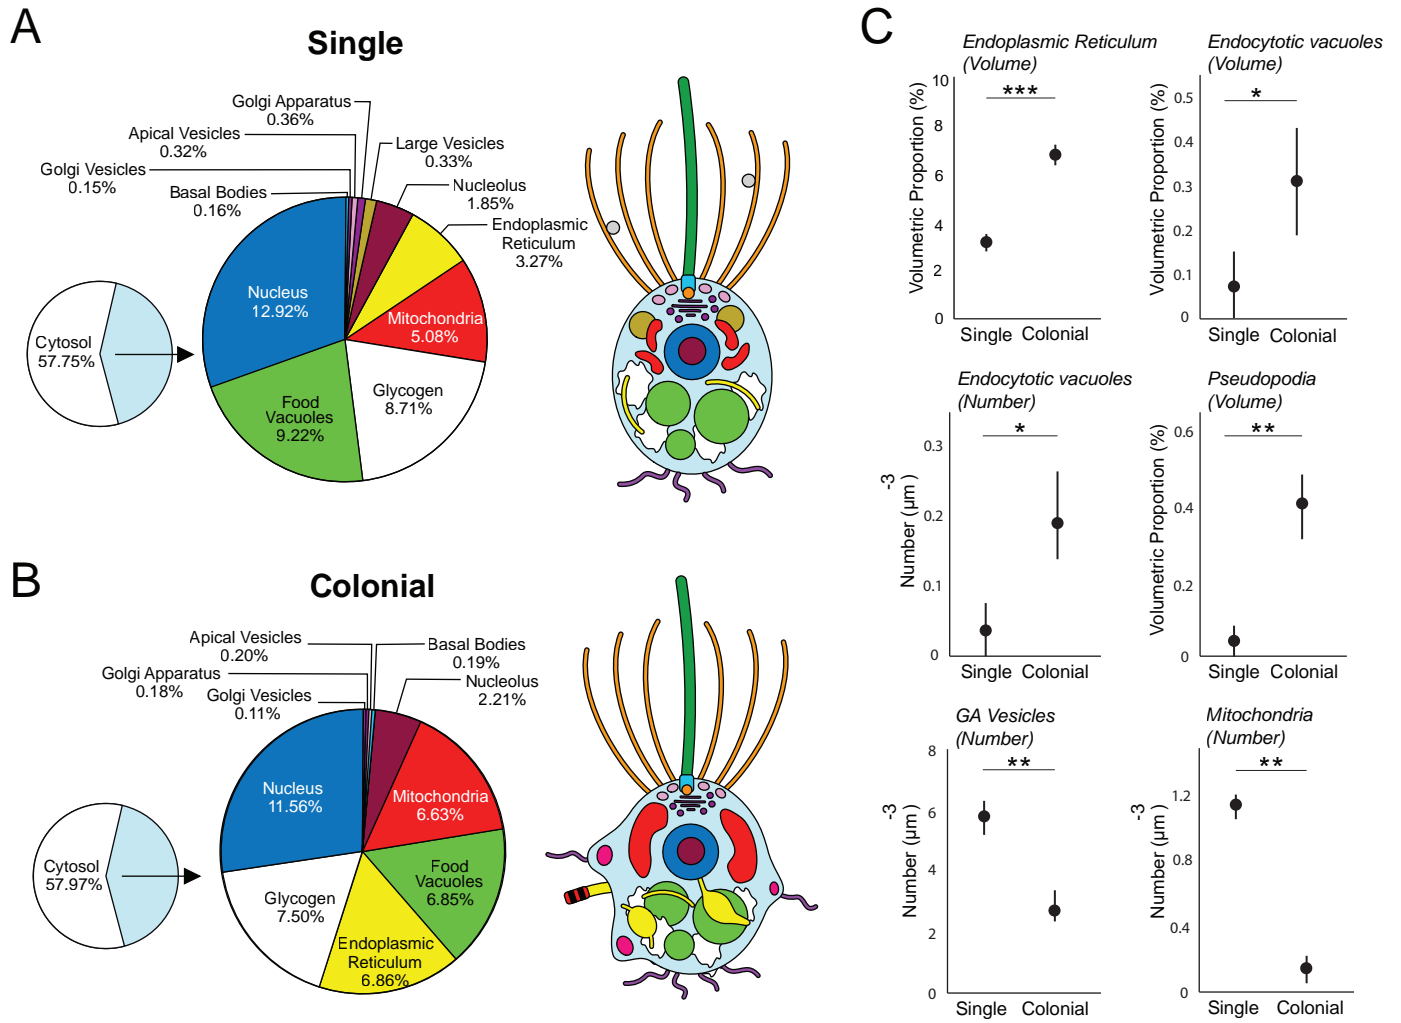 A
Single
Golgi Apparatus
0.36%
Apical Vesicles
0.32%
Large Vesicles
0.33%
Golgi Vesicles
0.15%
Nucleolus
1.85%
Basal Bodies
0.16%
Endoplasmic
Reticulum
3.27%
Nucleus
12.92%
Mitochondria
5.08%
Cytosol
57.75%
Glycogen
8.71%
Food
Vacuoles
9.22%
B
Colonial
Apical Vesicles
0.20%
Basal Bodies
0.19%
Golgi Apparatus
0.18%
Nucleolus
2.21%
Golgi Vesicles
0.11%
Nucleus
11.56%
Mitochondria
6.63%
Cytosol
57.97%
Food
Vacuoles
6.85%
Glycogen
7.50%
Endoplasmic
Reticulum
6.86%
C
Endoplasmic Reticulum
(Volume)
Volumetric Proportion (%)
10
8
6
4
2
0
***
Single Colonial
Endocytotic vacuoles
(Volume)
Volumetric Proportion (%)
0.5
0.4
0.3
0.2
0.1
0
*
Single Colonial
Endocytotic vacuoles
(Number)
Number (μm-3)
0.3
0.2
0.1
0
*
Single Colonial
Pseudopodia
(Volume)
Volumetric Proportion (%)
0.6
0.4
0.2
0
**
Single Colonial
GA Vesicles
(Number)
Number (μm-3)
8
6
4
2
0
**
Single Colonial
Mitochondria
(Number)
Number (μm-3)
1.2
0.8
0.4
0
**
Single Colonial